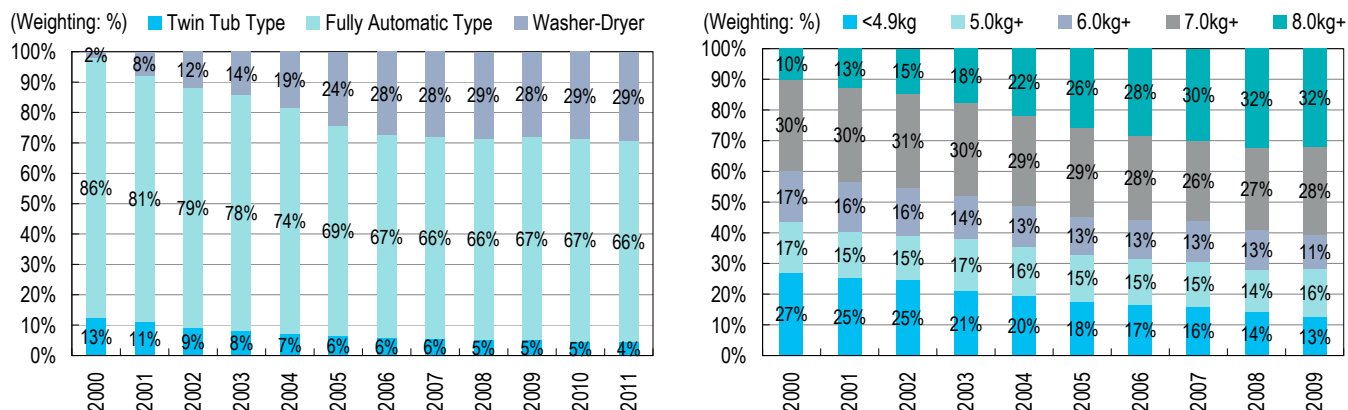 (Weighting: %) Twin Tub Type Fully Automatic Type Washer-Dryer
100%
90%
80%
70%
60%
50%
40%
30%
20%
10%
0%
2% 8% 12% 14% 19% 24% 28% 28% 29% 28% 29% 29%
86% 81% 79% 78% 74% 69% 67% 66% 66% 67% 67% 66%
13% 11% 9% 8% 7% 6% 6% 6% 5% 5% 5% 4%
2000 2001 2002 2003 2004 2005 2006 2007 2008 2009 2010 2011
(Weighting: %) <4.9kg 5.0kg+ 6.0kg+ 7.0kg+ 8.0kg+
100%
90%
80%
70%
60%
50%
40%
30%
20%
10%
0%
10% 13% 15% 18% 22% 26% 28% 30% 32% 32%
30% 30% 31% 30% 29% 29% 28% 26% 27% 28%
17% 16% 16% 14% 13% 13% 13% 13% 13% 11%
17% 15% 15% 17% 16% 15% 15% 15% 14% 16%
27% 25% 25% 21% 20% 18% 17% 16% 14% 13%
2000 2001 2002 2003 2004 2005 2006 2007 2008 2009